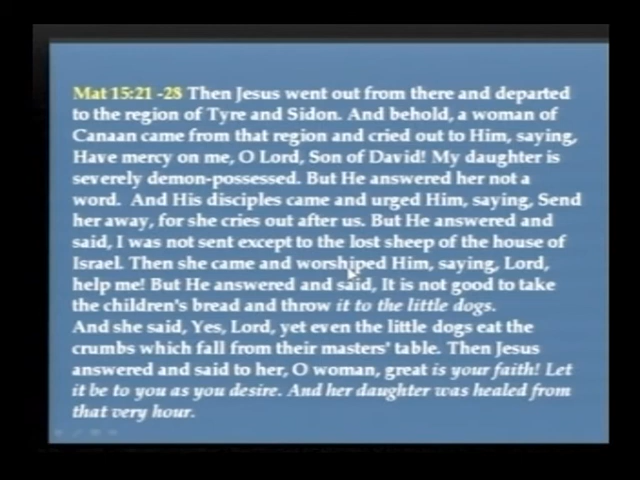 Mat 15:21 -28 Then Jesus went out from there and departed
to the region of Tyre and Sidon. And behold, a woman of
Canaan came from that region and cried out to Him, saying,
Have mercy on me, O Lord, Son of David! My daughter is
severely demon-possessed. But He answered her not a
word.  And His disciples came and urged Him, saying, Send
her away, for she cries out after us. But He answered and
said, I was not sent except to the lost sheep of the house of
Israel. Then she came and worshiped Him, saying, Lord,
help me! But He answered and said, It is not good to take
the children's bread and throw it to the little dogs.
And she said, Yes, Lord, yet even the little dogs eat the
crumbs which fall from their masters' table. Then Jesus
answered and said to her, O woman, great is your faith! Let
it be to you as you desire. And her daughter was healed from
that very hour.